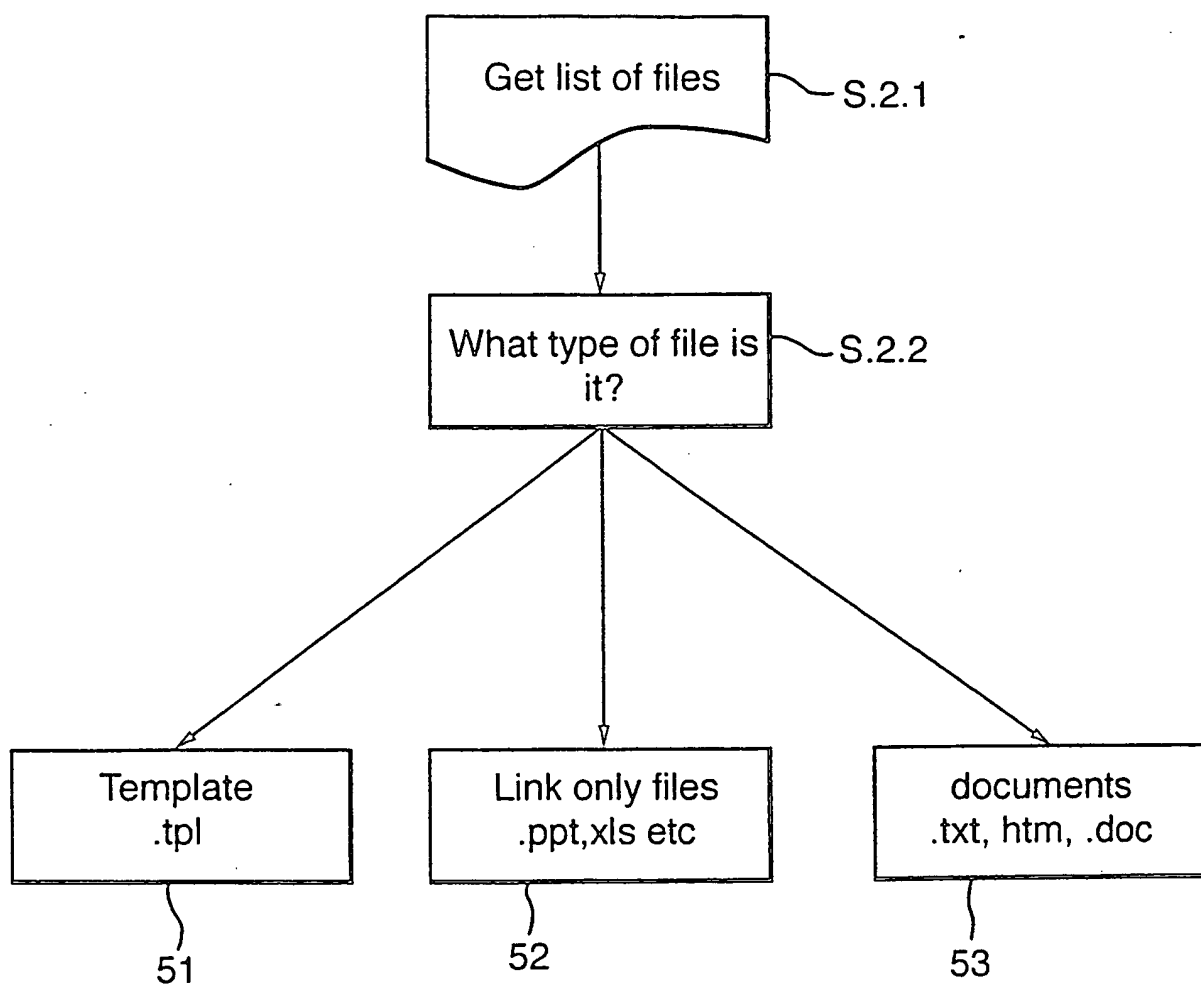 Get list of files
S.2.1
What type of file is
it?
S.2.2
Template
.tpl
Link only files
.ppt,xls etc
documents
.txt, htm, .doc
51
52
53